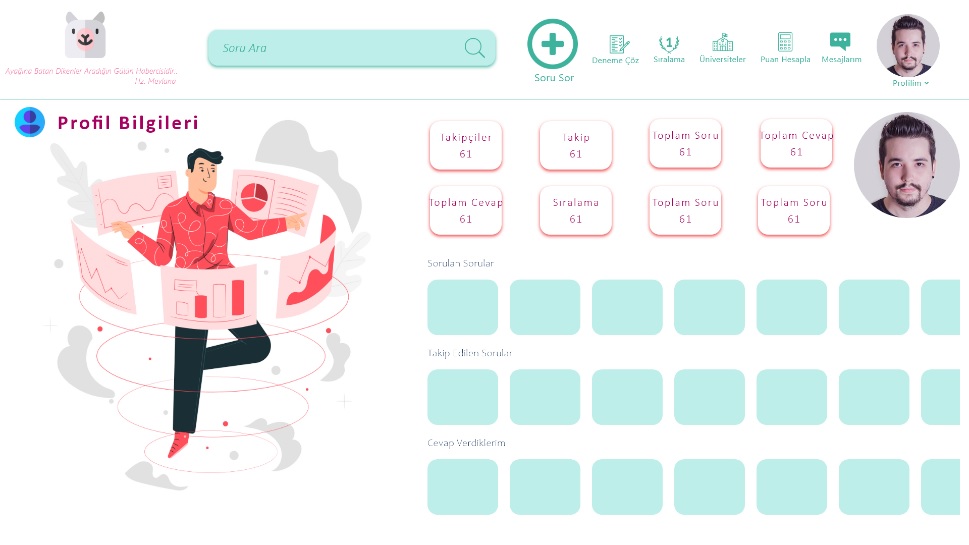 Ayağına Batan Dikenler Aradığın Gülün Habercisidir..
Hz. Mevlana
Soru Ara
Soru Sor
Deneme Çöz
1
Sıralama
Üniversiteler
Puan Hesapla
Mesajlarım
Profilim
Profil Bilgileri
Takipçiler
61
Takip
61
Toplam Soru
61
Toplam Cevap
61
Toplam Cevap
61
Sıralama
61
Toplam Soru
61
Toplam Soru
61
Sorulan Sorular
Takip Edilen Sorular
Cevap Verdiklerim